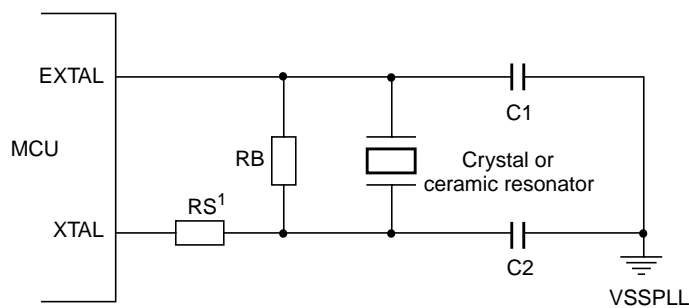 EXTAL
C1
MCU
RB
Crystal or
ceramic resonator
RS¹
XTAL
C2
VSSPLL